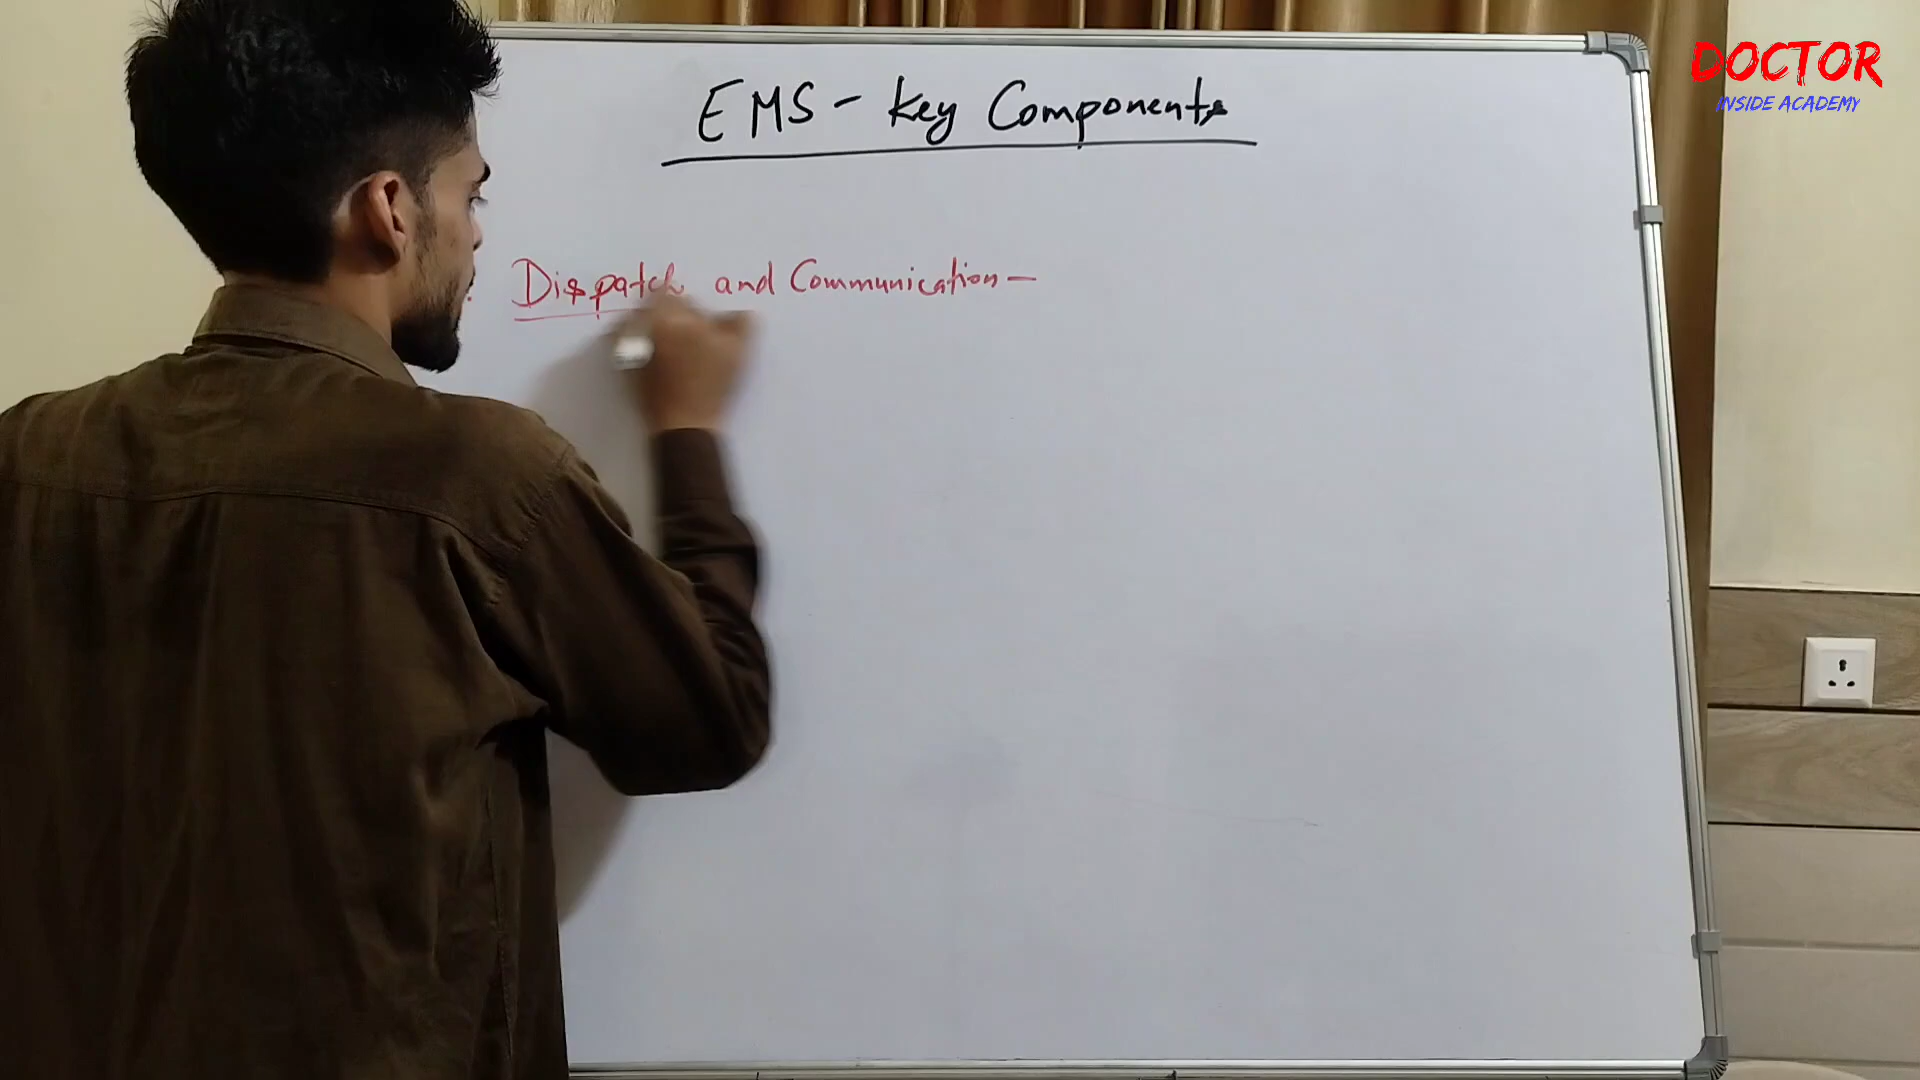 DOCTOR
INSIDE ACADEMY
EMS - Key Components
Dispatch and Communication -